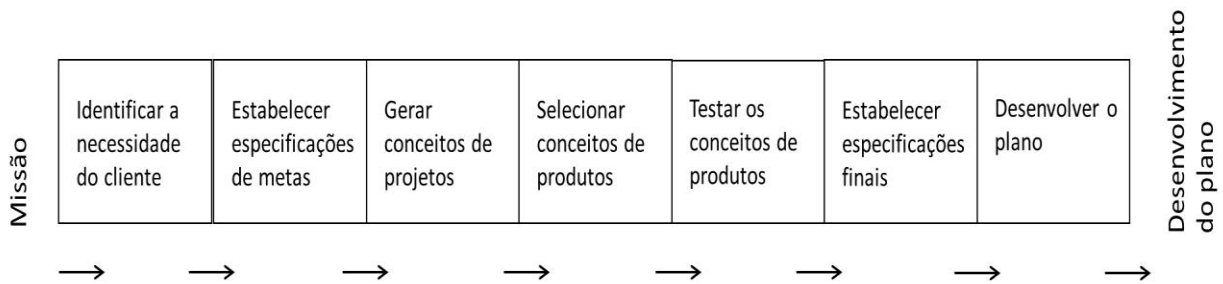 Missão
Identificar a
necessidade
do cliente
Estabelecer
especificações
de metas
Gerar
conceitos de
projetos
Selecionar
conceitos de
produtos
Testar os
conceitos de
produtos
Estabelecer
especificações
finais
Desenvolver o
plano
Desenvolvimento
do plano